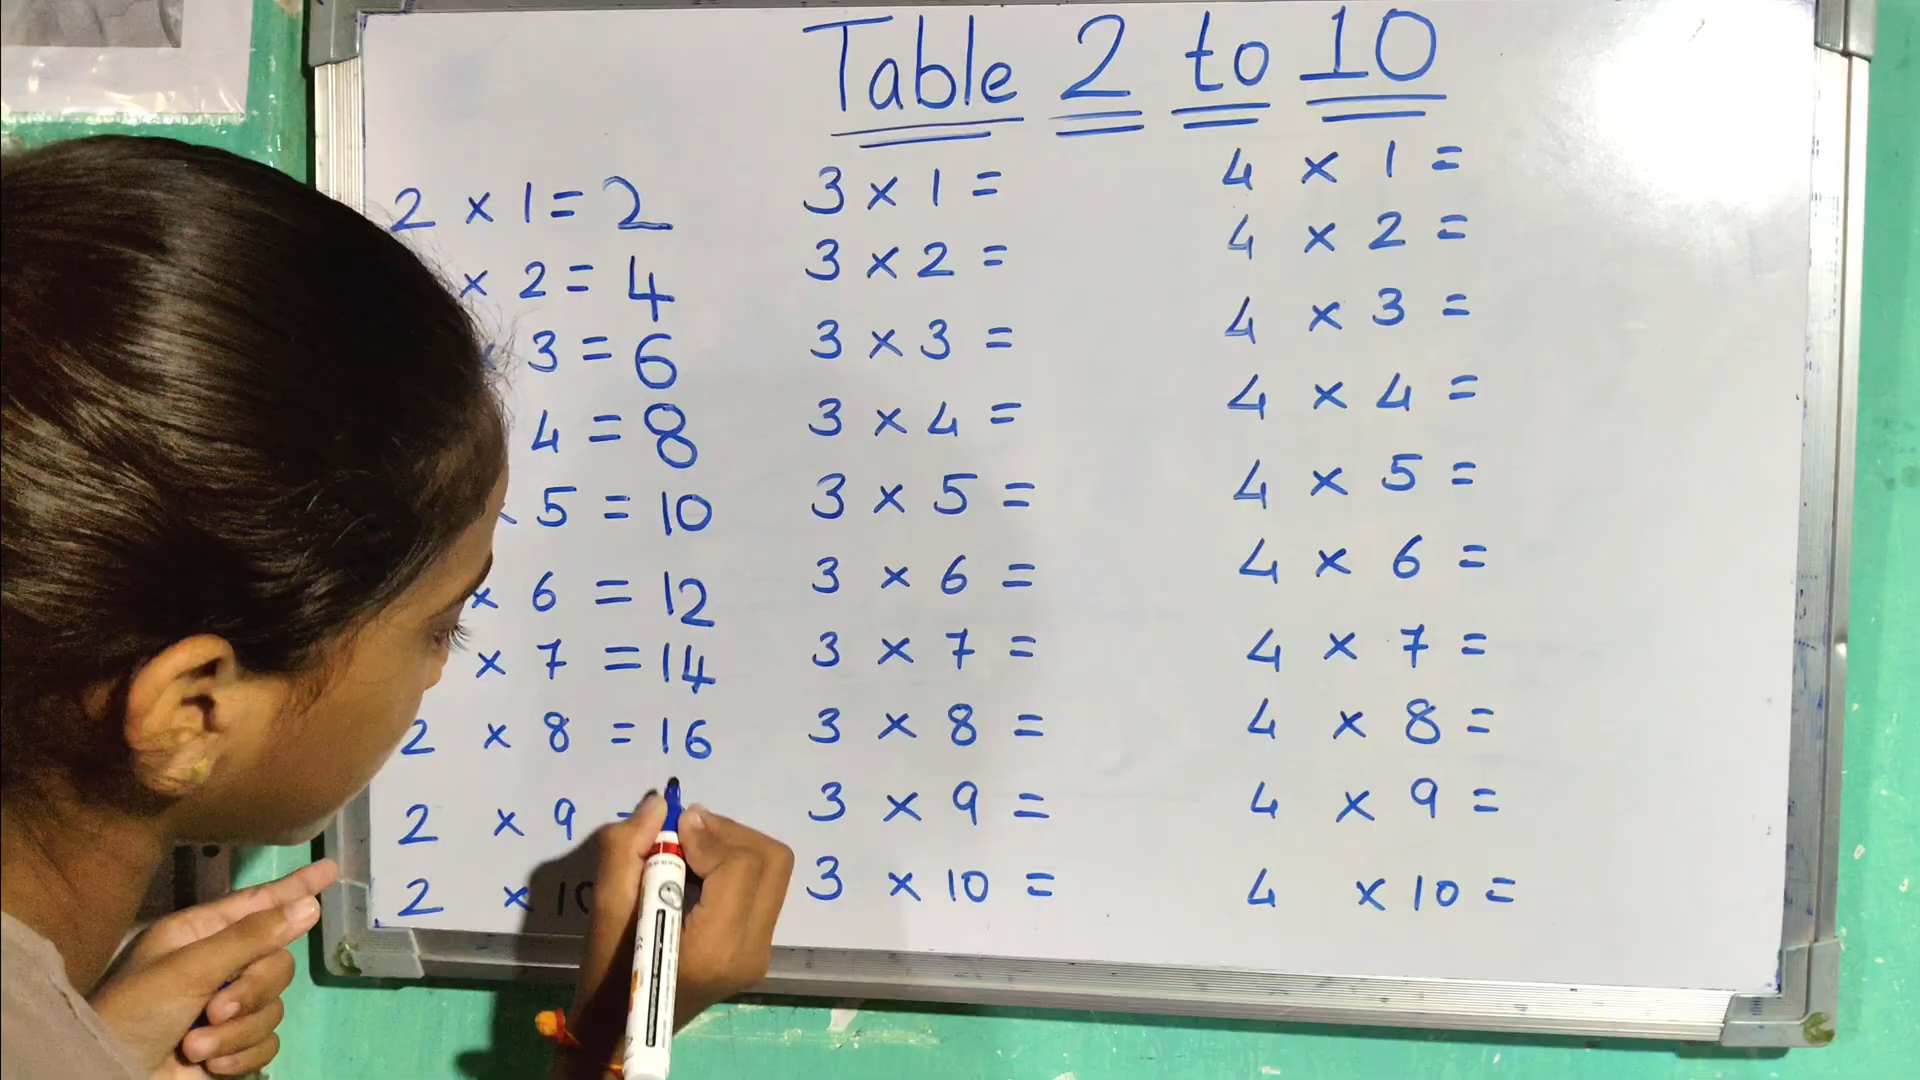 Table 2 to 10
2 x 1 = 2
x 2 = 4
3 = 6
4 = 8
x 5 = 10
x 6 = 12
x 7 = 14
2 x 8 = 16
2 x 9 =
2 x 10
3 x 1 =
3 x 2 =
3 x 3 =
3 x 4 =
3 x 5 =
3 x 6 =
3 x 7 =
3 x 8 =
3 x 9 =
3 x 10 =
4 x 1 =
4 x 2 =
4 x 3 =
4 x 4 =
4 x 5 =
4 x 6 =
4 x 7 =
4 x 8 =
4 x 9 =
4 x 10 =